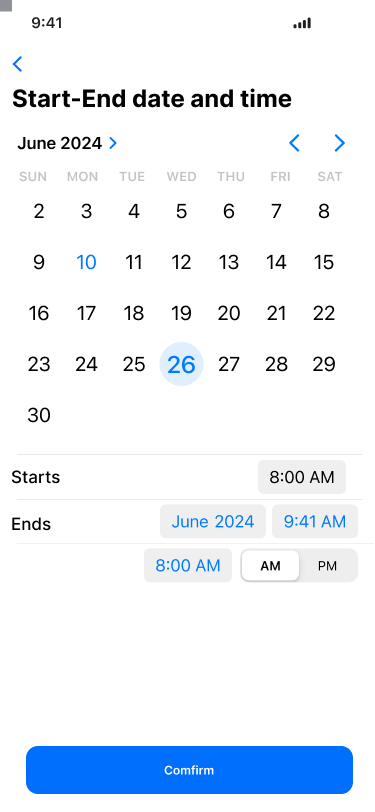 9:41
Start-End date and time
June 2024
SUN MON TUE WED THU FRI SAT
2 3 4 5 6 7 8
9 10 11 12 13 14 15
16 17 18 19 20 21 22
23 24 25 26 27 28 29
30
Starts 8:00 AM
Ends June 2024 9:41 AM
8:00 AM AM PM
Comfirm